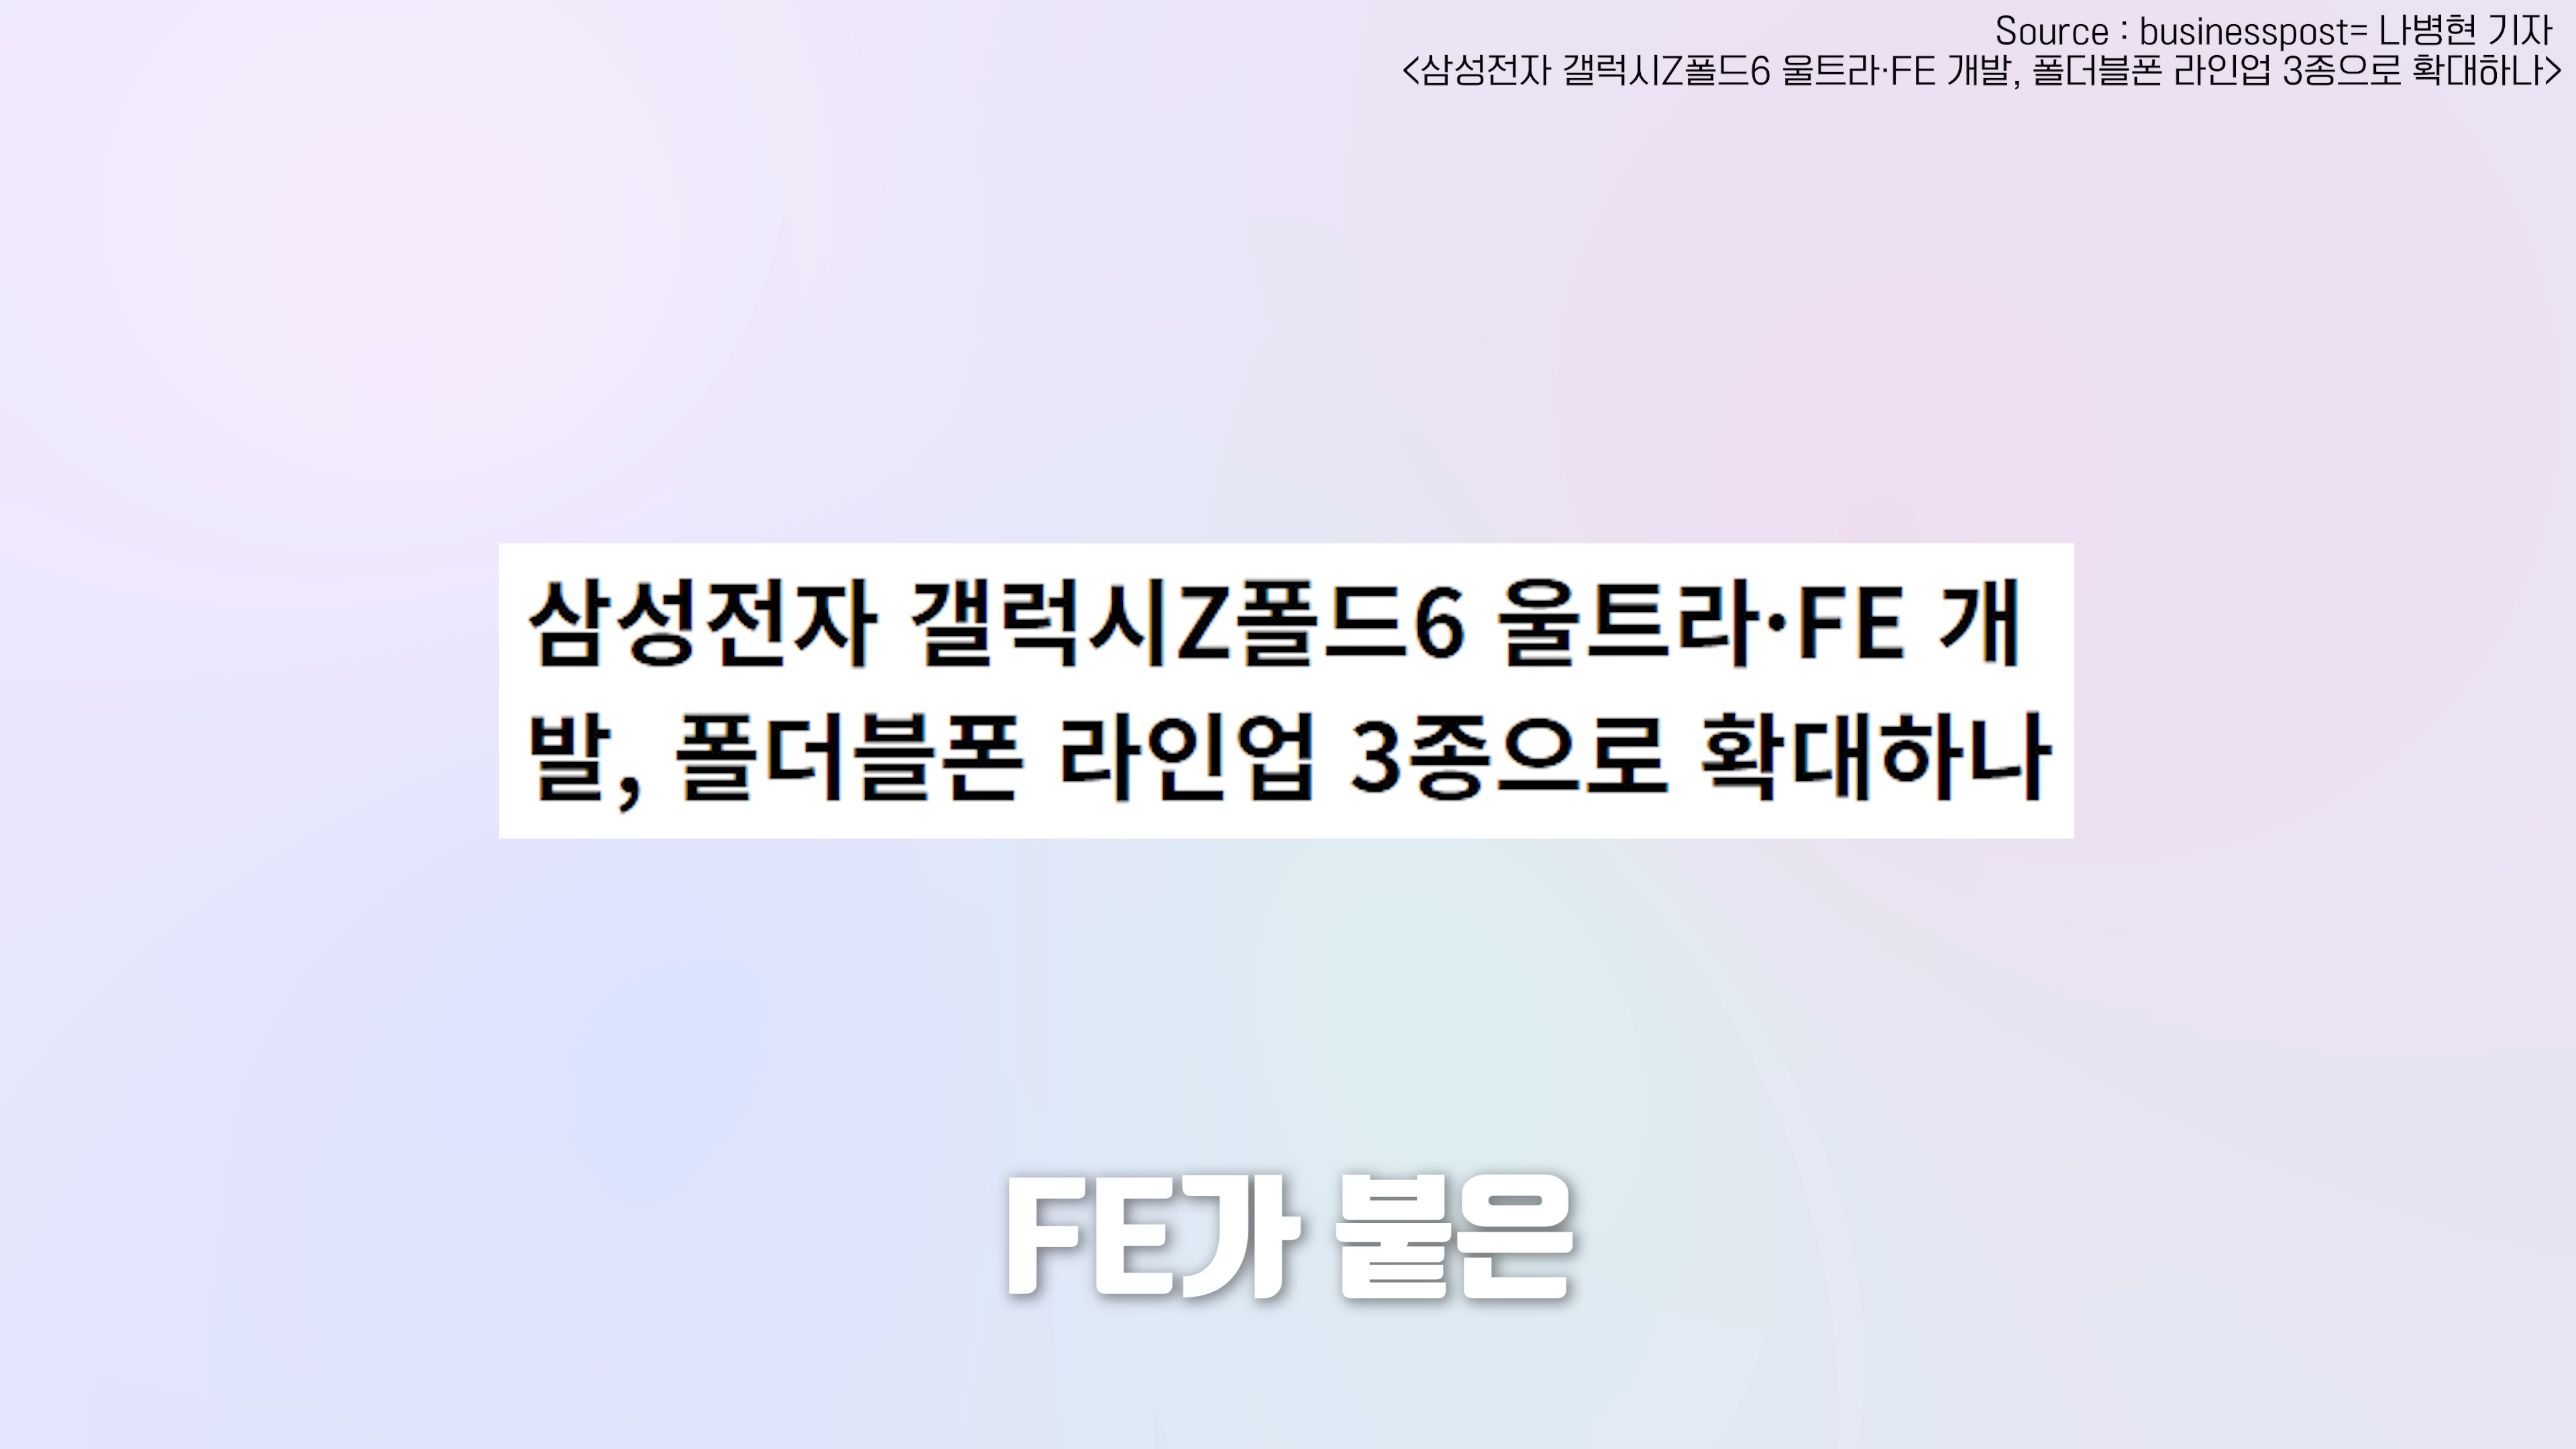 Source : businesspost= 나병현 기자
<삼성전자 갤럭시Z폴드6 울트라·FE 개발, 폴더블폰 라인업 3종으로 확대하나>
삼성전자 갤럭시Z폴드6 울트라·FE 개
발, 폴더블폰 라인업 3종으로 확대하나
FE가 붙은